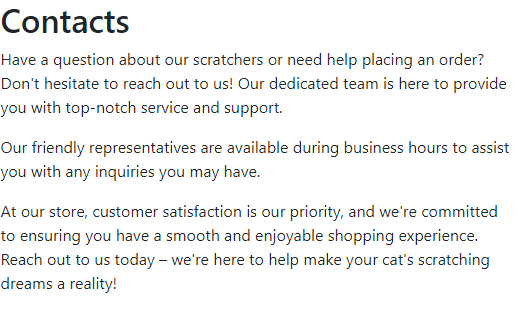 Contacts
Have a question about our scratchers or need help placing an order?
Don't hesitate to reach out to us! Our dedicated team is here to provide
you with top-notch service and support.
Our friendly representatives are available during business hours to assist
you with any inquiries you may have.
At our store, customer satisfaction is our priority, and we're committed
to ensuring you have a smooth and enjoyable shopping experience.
Reach out to us today – we're here to help make your cat's scratching
dreams a reality!